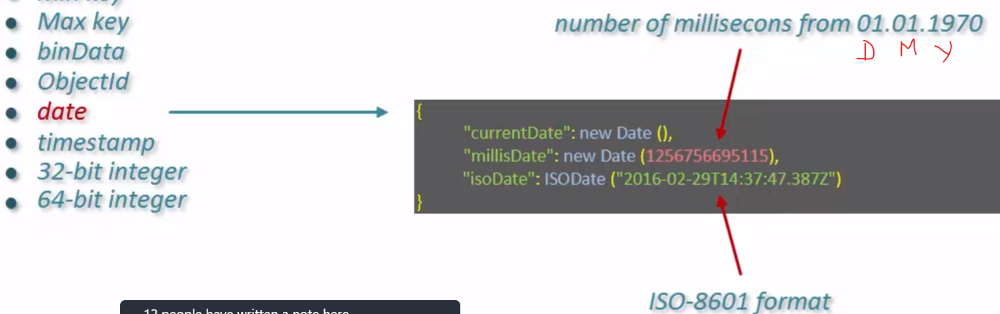 Max key
binData
ObjectId
date
timestamp
32-bit integer
64-bit integer
number of millisecons from 01.01.1970
D M Y
{
"currentDate": new Date (),
"millisDate": new Date (1256756695115),
"isoDate": ISODate ("2016-02-29T14:37:47.387Z")
}
ISO-8601 format
12 people have written a note here